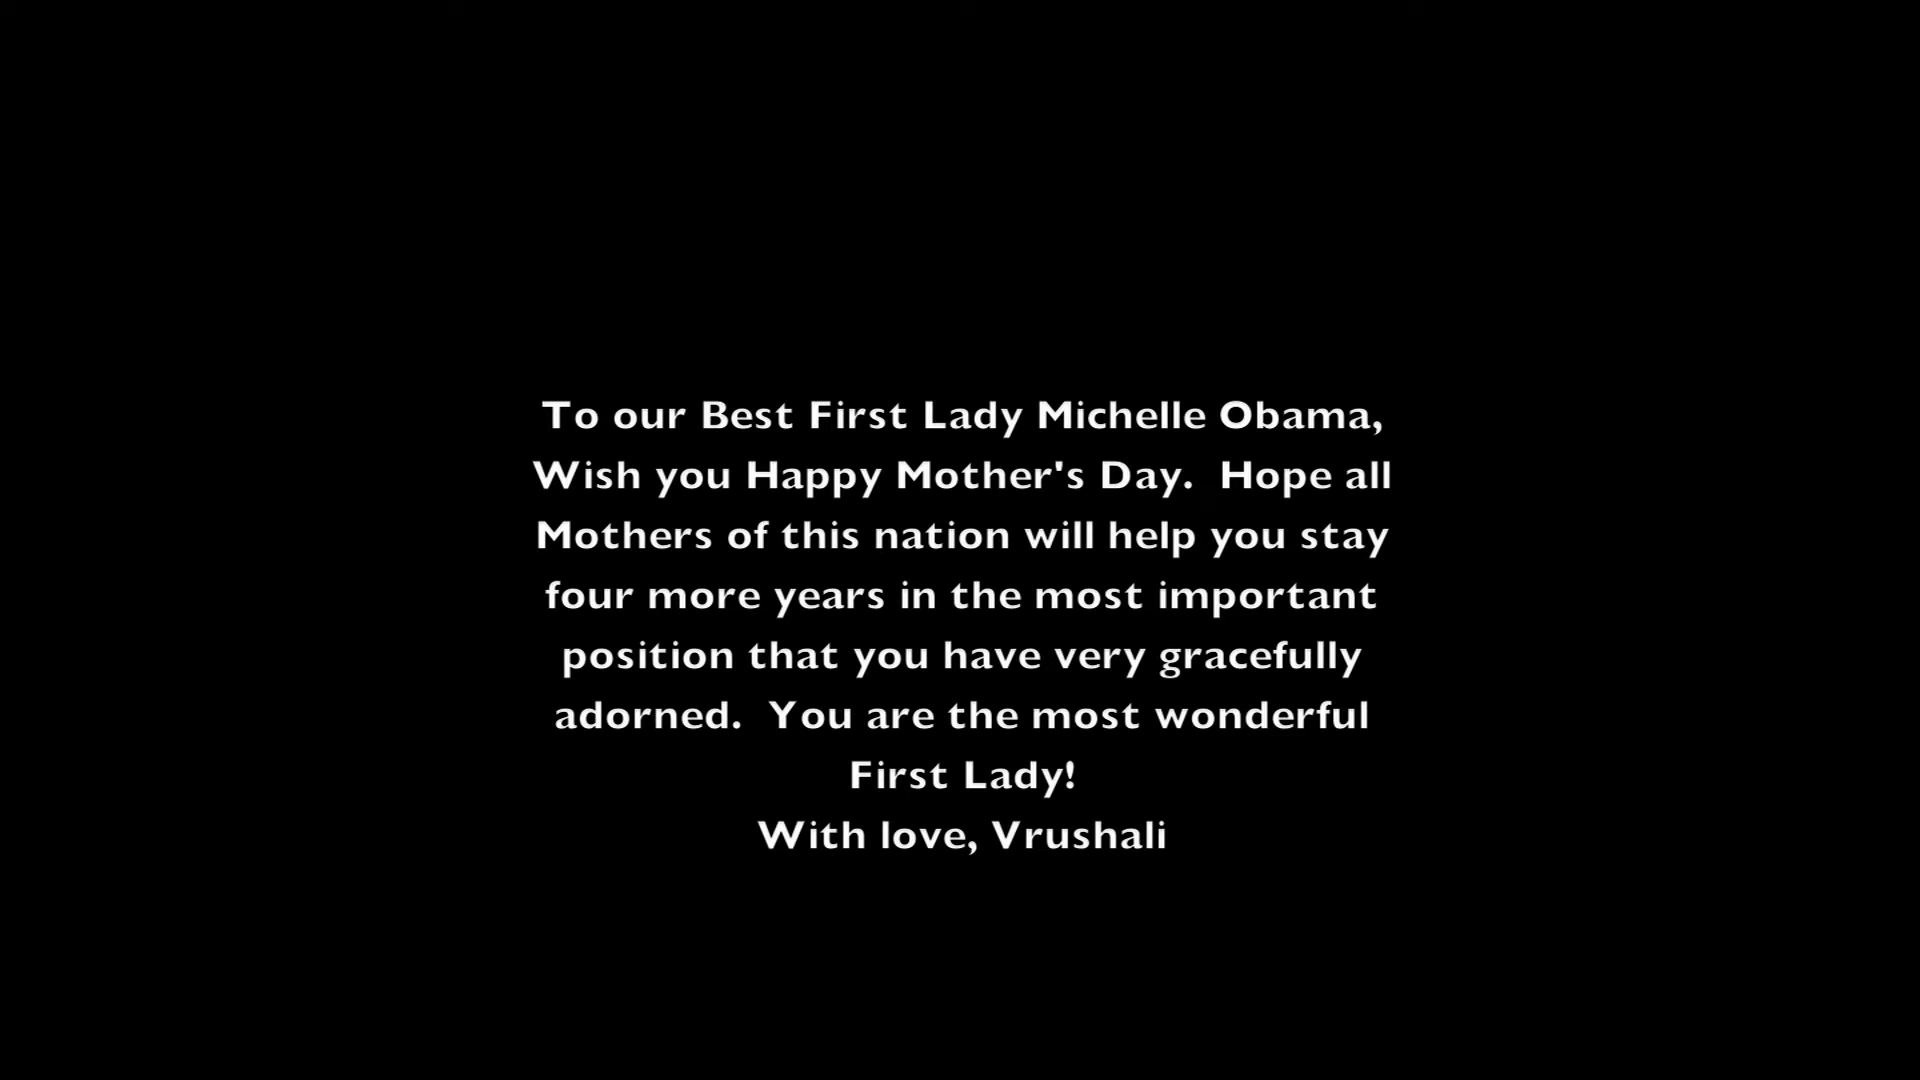 To our Best First Lady Michelle Obama,
Wish you Happy Mother's Day.  Hope all
Mothers of this nation will help you stay
four more years in the most important
position that you have very gracefully
adorned.  You are the most wonderful
First Lady!
With love, Vrushali